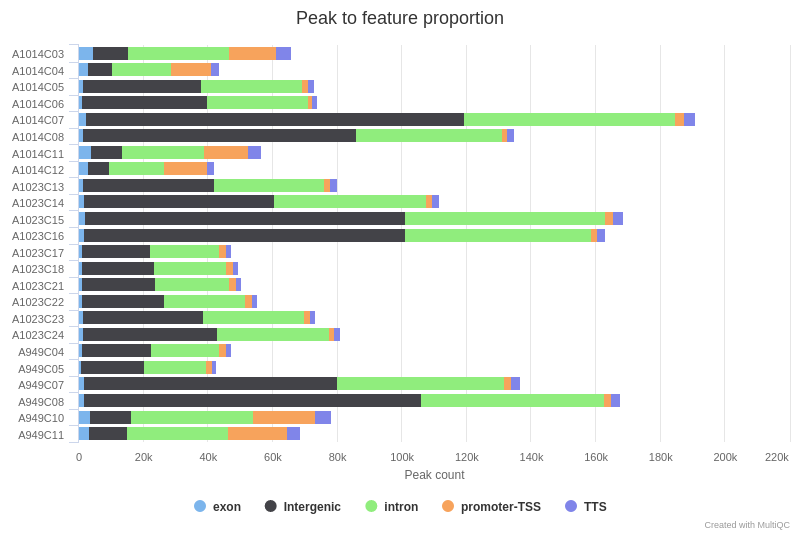 Peak to feature proportion
A1014C03
A1014C04
A1014C05
A1014C06
A1014C07
A1014C08
A1014C11
A1014C12
A1023C13
A1023C14
A1023C15
A1023C16
A1023C17
A1023C18
A1023C21
A1023C22
A1023C23
A1023C24
A949C04
A949C05
A949C07
A949C08
A949C10
A949C11
0 20k 40k 60k 80k 100k 120k 140k 160k 180k 200k 220k
Peak count
exon Intergenic intron promoter-TSS TTS
Created with MultiQC